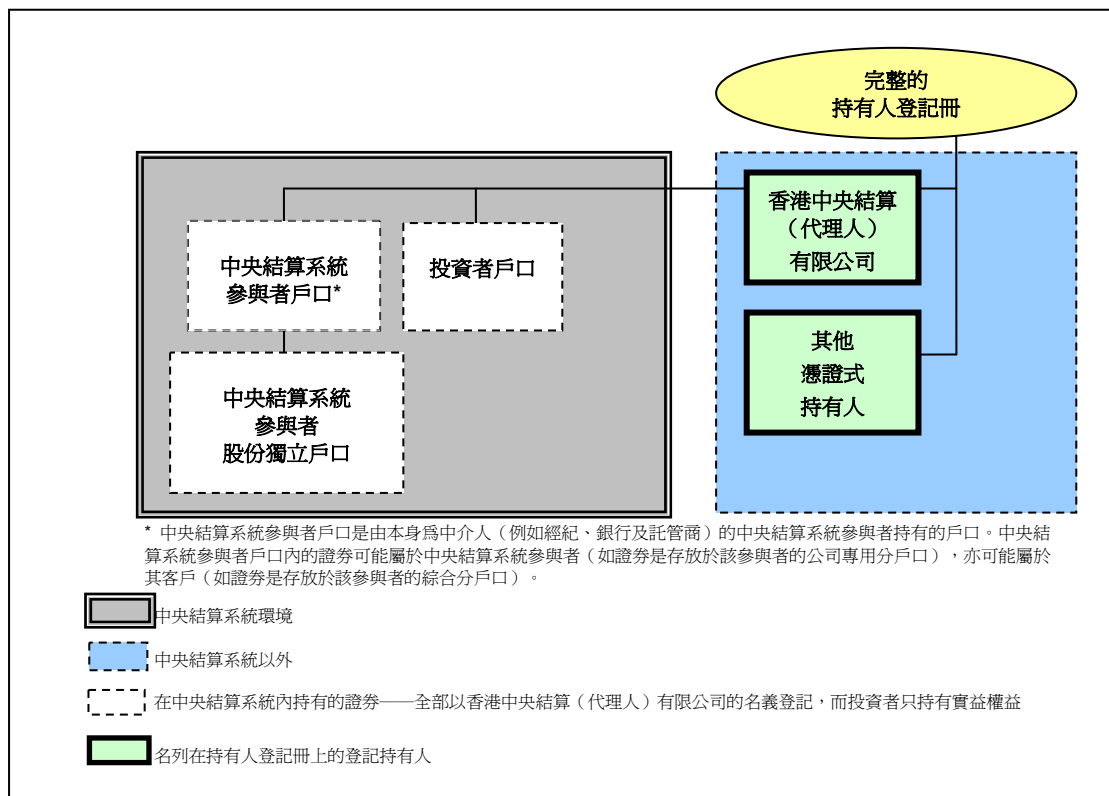 完整的
持有人登記冊
香港中央結算
（代理人）
有限公司
中央結算系統
參與者戶口*
投資者戶口
其他
憑證式
持有人
中央結算系統
參與者
股份獨立戶口
* 中央結算系統參與者戶口是由本身爲中介人（例如經紀、銀行及託管商）的中央結算系統參與者持有的戶口。中央結
算系統參與者戶口內的證券可能屬於中央結算系統參與者（如證券是存放於該參與者的公司專用分戶口），亦可能屬於
其客戶（如證券是存放於該參與者的綜合分戶口）。
中央結算系統環境
中央結算系統以外
在中央結算系統內持有的證券——全部以香港中央結算（代理人）有限公司的名義登記，而投資者只持有實益權益
名列在持有人登記冊上的登記持有人